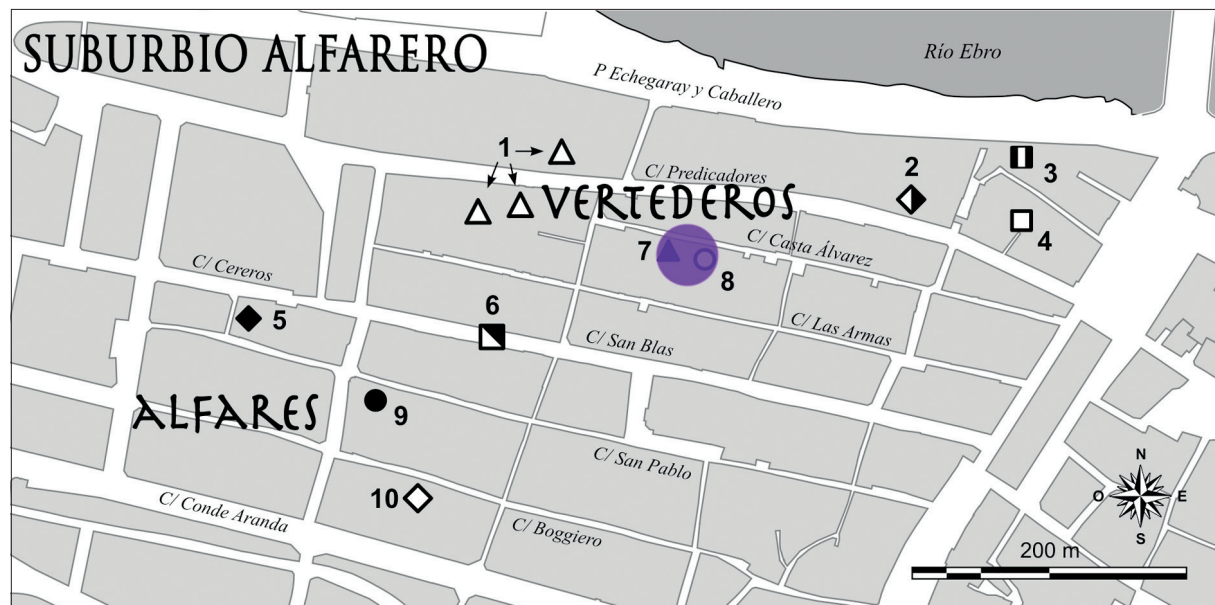 SUBURBIO ALFARERO
Río Ebro
P Echegaray y Caballero
1
2
3
C/ Predicadores
VERTEDEROS
4
C/ Casta Álvarez
7
8
C/ Cereros
5
6
C/ Las Armas
C/ San Blas
ALFARES
9
C/ San Pablo
10
C/ Conde Aranda
C/ Boggiero
N
O
E
S
200 m